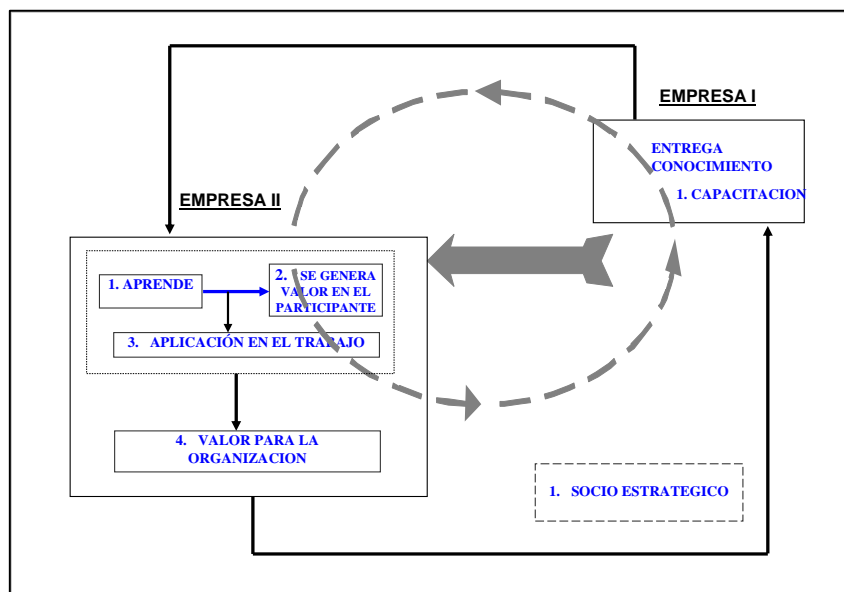 EMPRESA I
ENTREGA
CONOCIMIENTO
1. CAPACITACION
EMPRESA II
1. APRENDE
2. SE GENERA
VALOR EN EL
PARTICIPANTE
3. APLICACIÓN EN EL TRABAJO
4. VALOR PARA LA
ORGANIZACION
1. SOCIO ESTRATEGICO